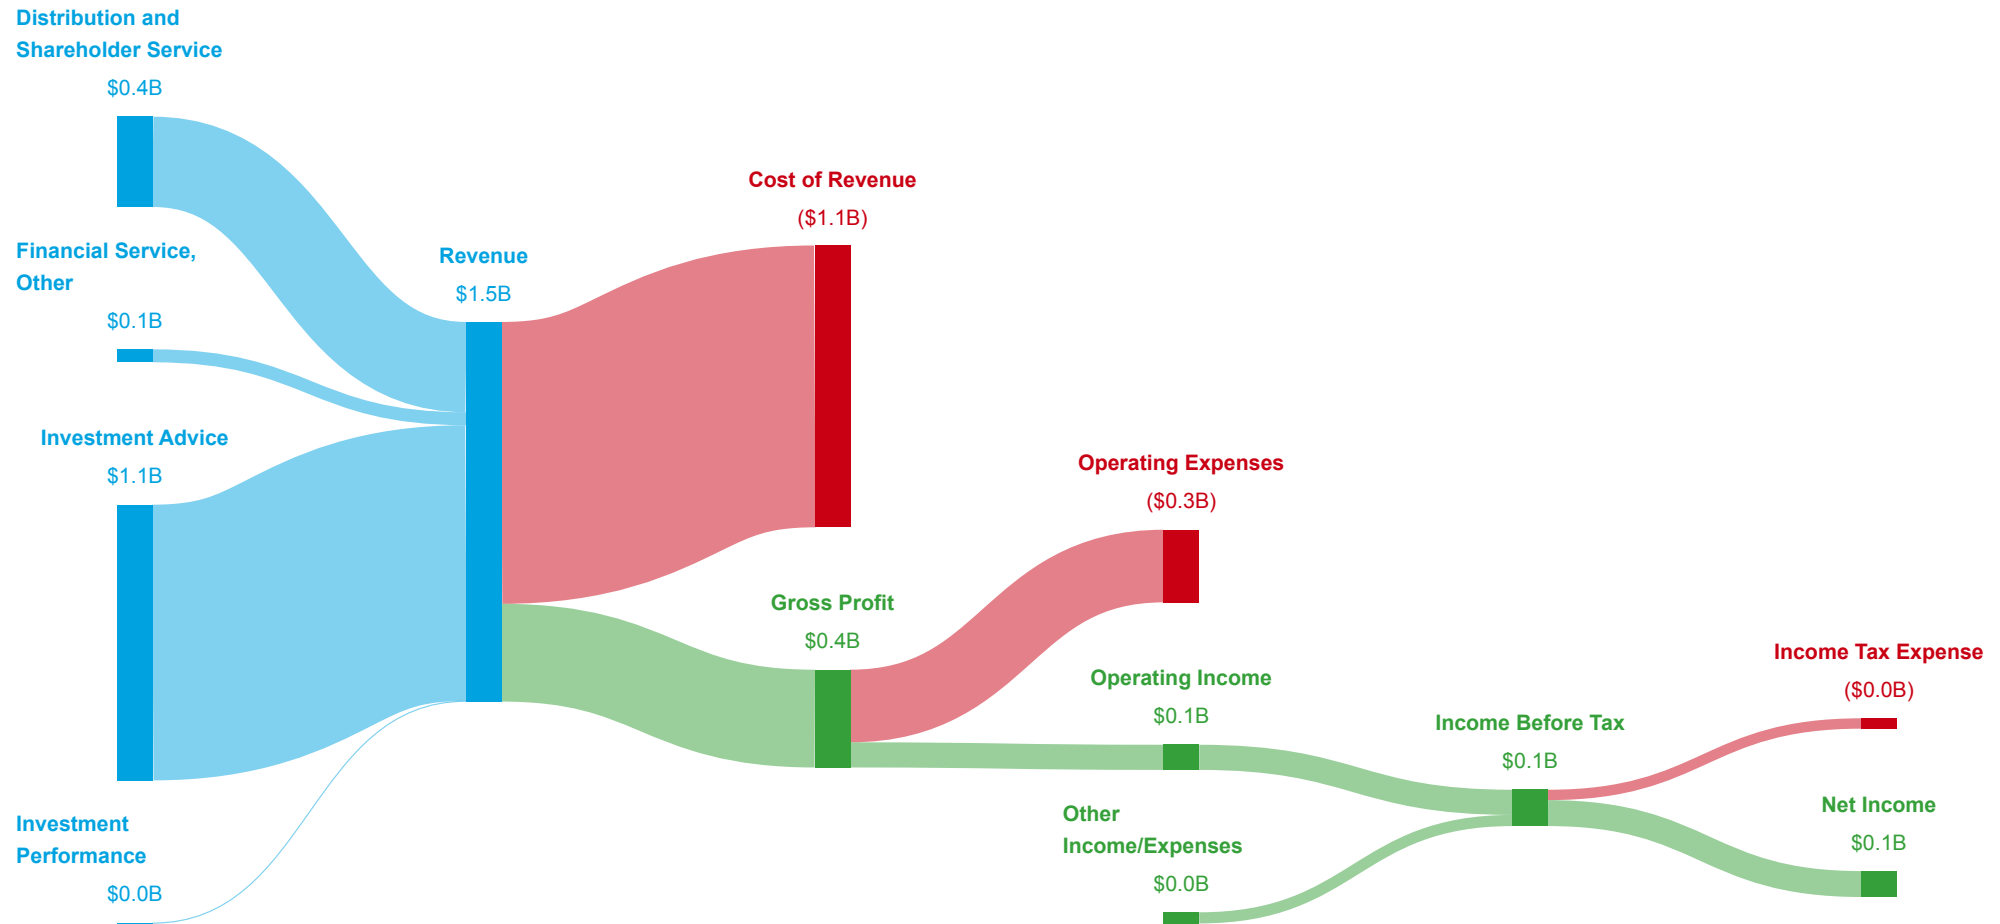 Distribution and
Shareholder Service
$0.4B
Financial Service,
Other
$0.1B
Investment Advice
$1.1B
Investment
Performance
$0.0B
Revenue
$1.5B
Cost of Revenue
($1.1B)
Gross Profit
$0.4B
Operating Expenses
($0.3B)
Operating Income
$0.1B
Other
Income/Expenses
$0.0B
Income Before Tax
$0.1B
Income Tax Expense
($0.0B)
Net Income
$0.1B